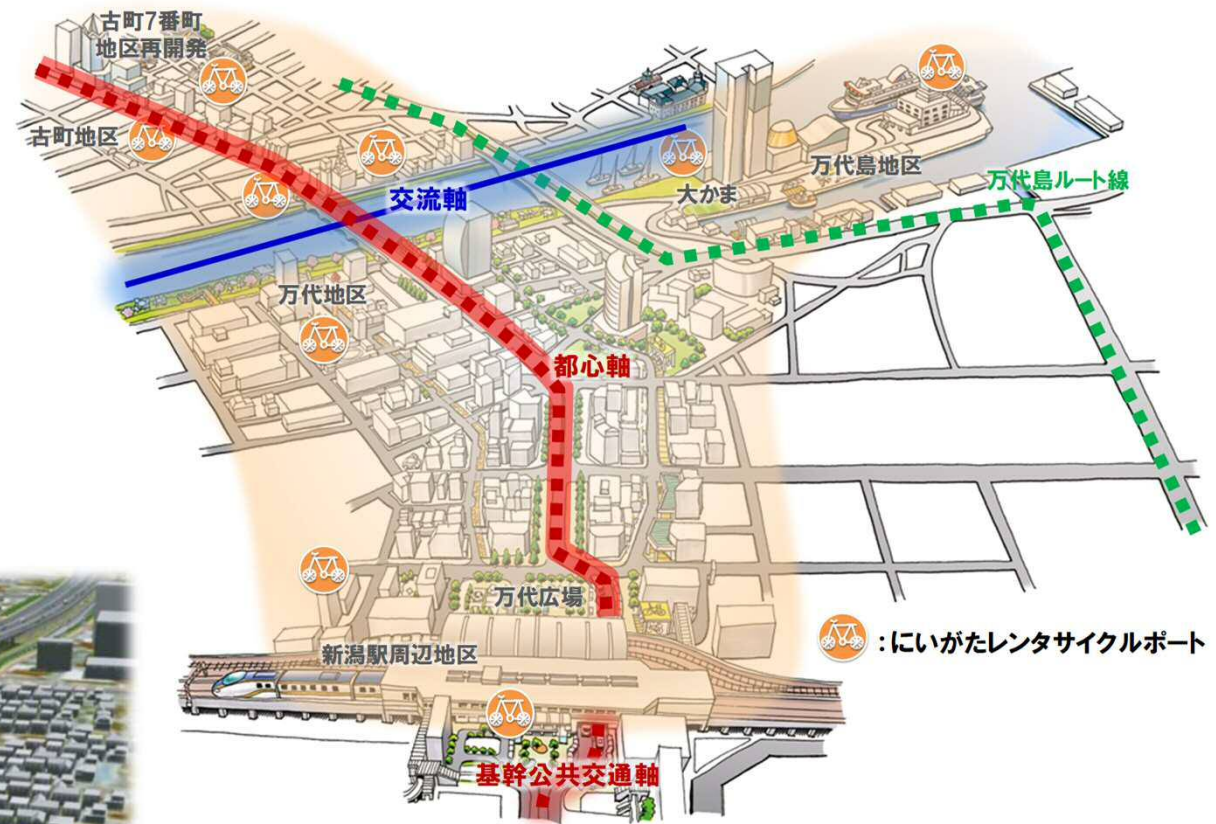 古町7番町
地区再開発
古町地区
交流軸
大かま
万代島地区
万代島ルート線
万代地区
都心軸
万代広場
新潟駅周辺地区
:にいがたレンタサイクルポート
基幹公共交通軸